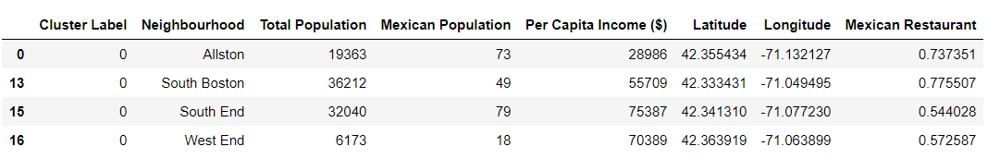 Cluster Label Neighbourhood Total Population Mexican Population Per Capita Income ($) Latitude Longitude Mexican Restaurant
0 0 Allston 19363 73 28986 42.355434 -71.132127 0.737351
13 0 South Boston 36212 49 55709 42.333431 -71.049495 0.775507
15 0 South End 32040 79 75387 42.341310 -71.077230 0.544028
16 0 West End 6173 18 70389 42.363919 -71.063899 0.572587